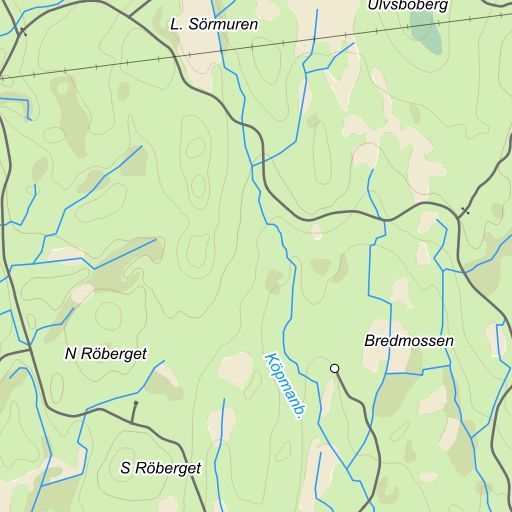 Ulvsboberg
L. Sörmuren
Bredmossen
N Röberget
Köpmanb.
S Röberget